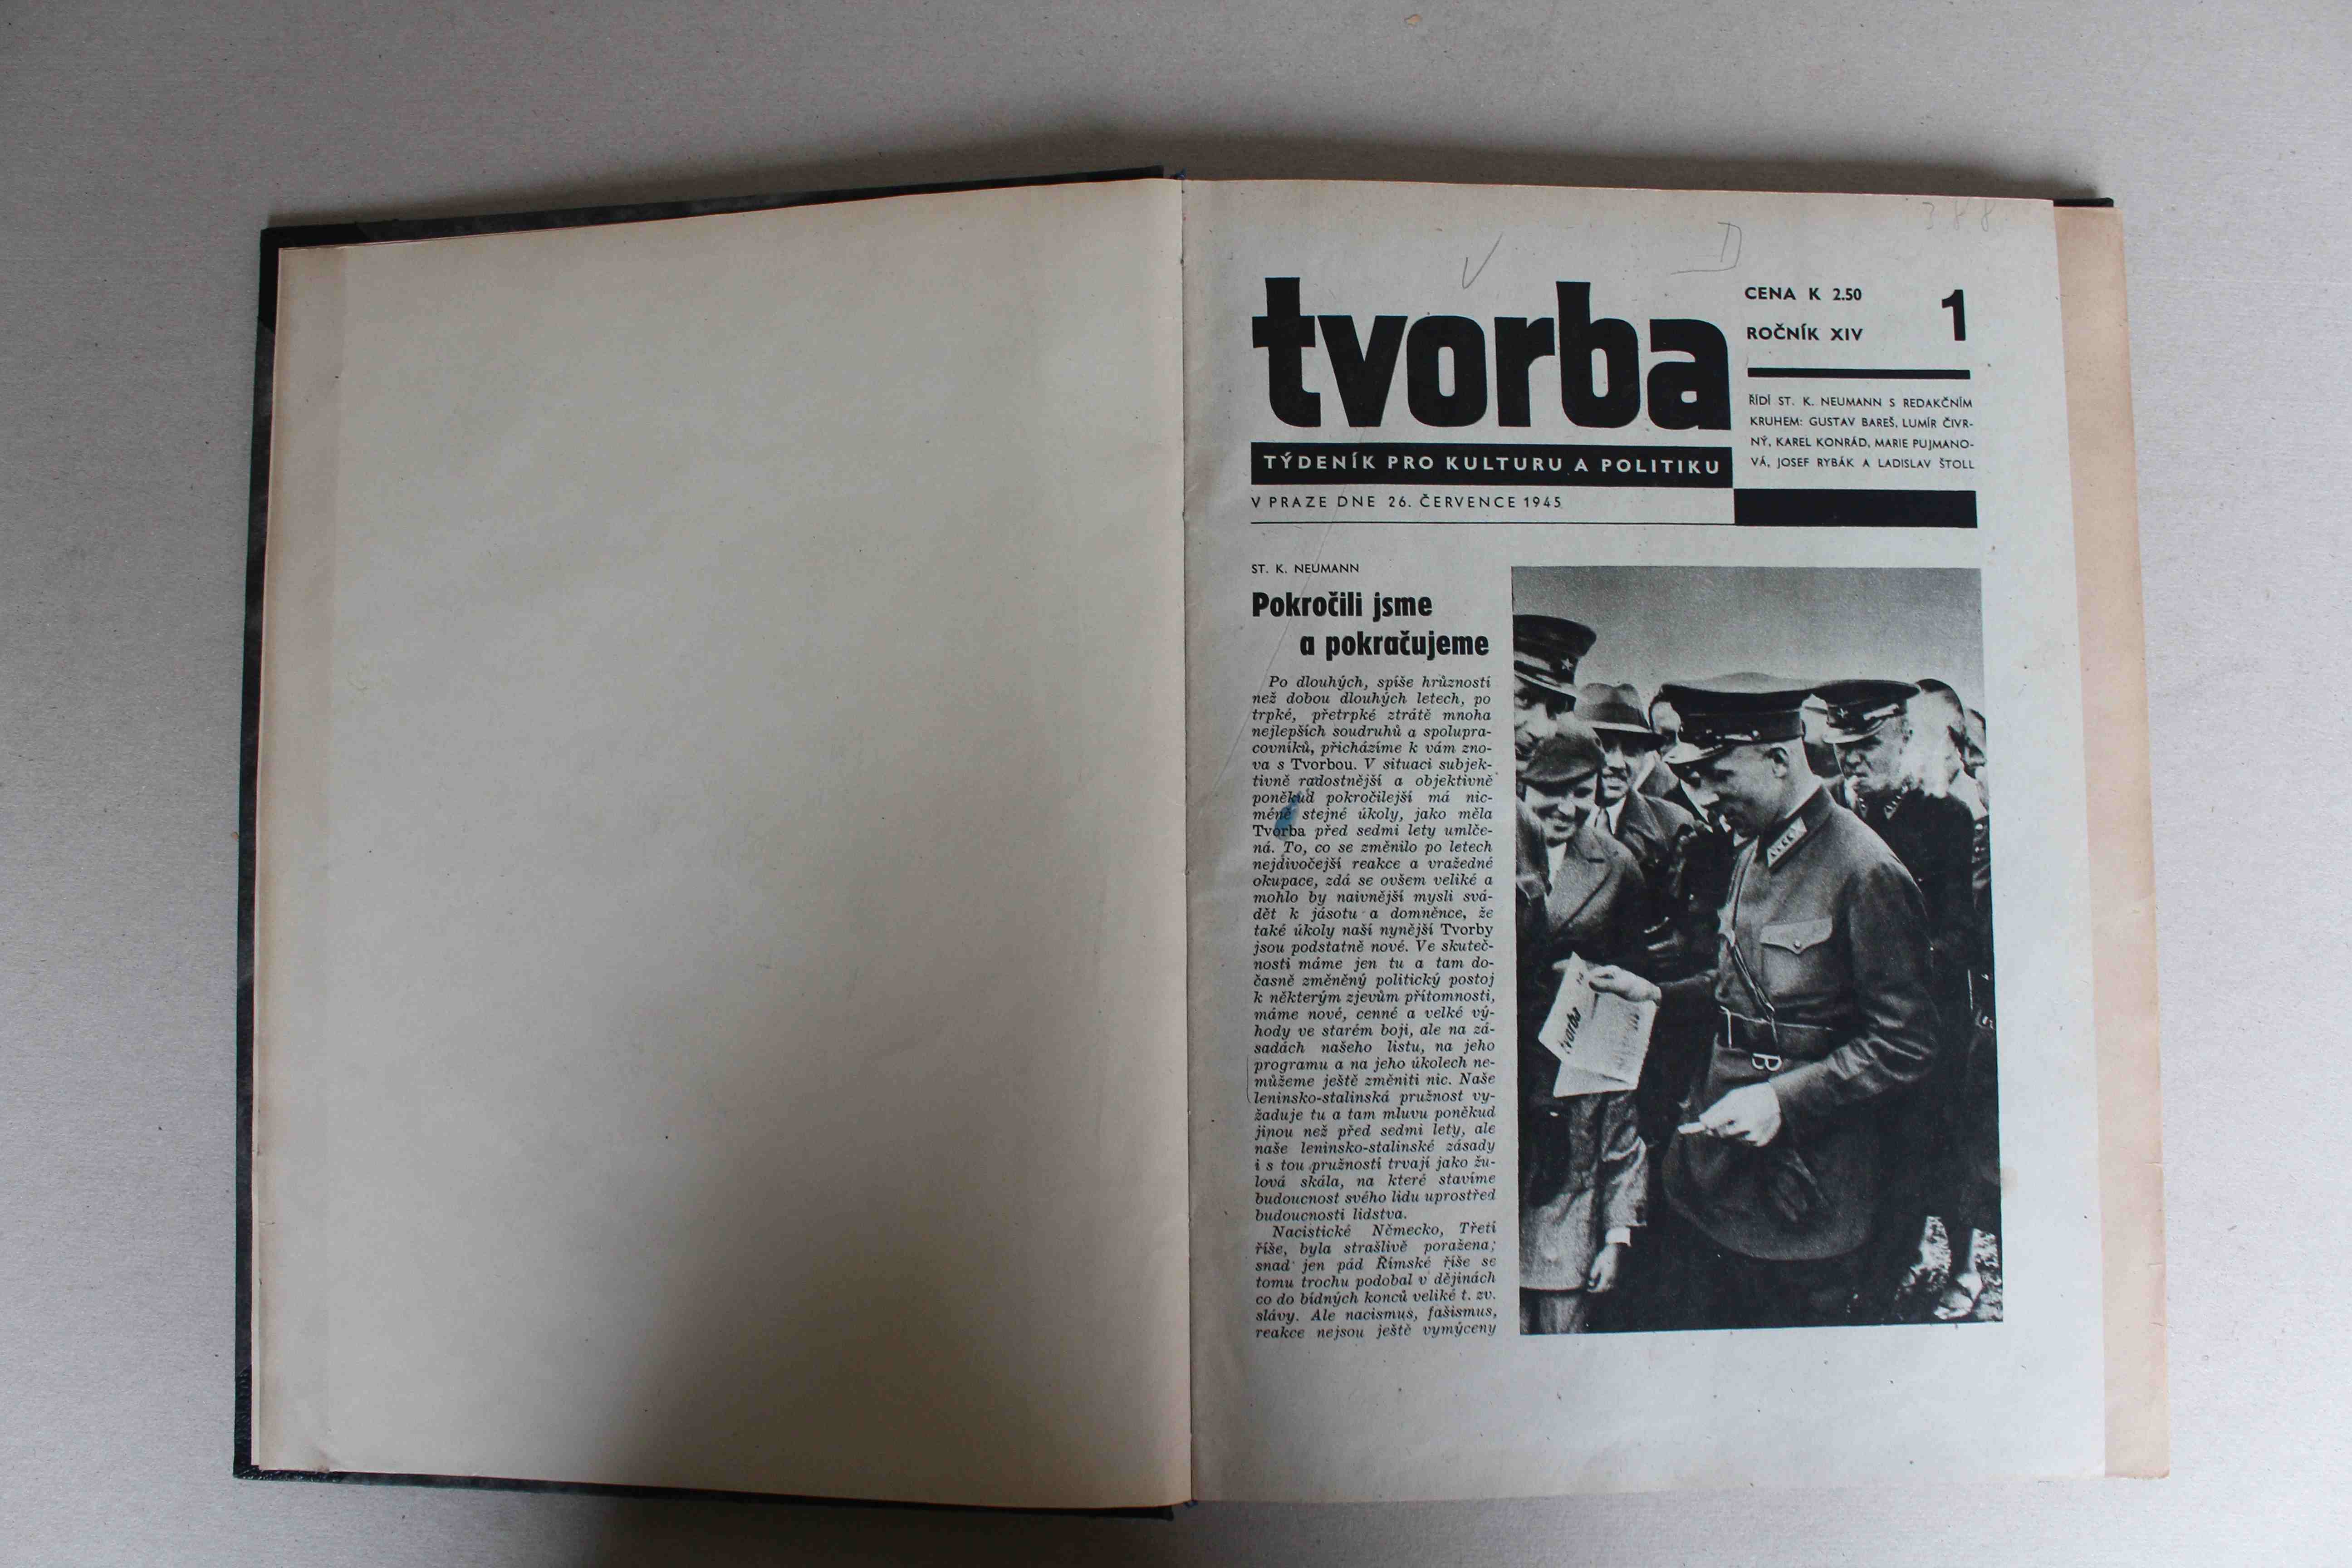 388
V
D
tvorba
CENA K 2.50
ROČNÍK XIV
1
ŘÍDÍ ST. K. NEUMANN S REDAKČNÍM
KRUHEM: GUSTAV BAREŠ, LUMÍR ČIVR-
NÝ, KAREL KONRÁD, MARIE PUJMANO-
VÁ, JOSEF RYBÁK A LADISLAV ŠTOLL
TÝDENÍK PRO KULTURU A POLITIKU
V PRAZE DNE 26. ČERVENCE 1945
ST. K. NEUMANN
Pokročili jsme
a pokračujeme
Po dlouhých, spíše hrůzností
než dobou dlouhých letech, po
trpké, přetrpké ztrátě mnoha
nejlepších soudruhů a spolupra-
covníků, přicházíme k vám zno-
va s Tvorbou. V situaci subjek-
tivně radostnější a objektivně
poněkud pokročilejší má nic-
méně stejné úkoly, jako měla
Tvorba před sedmi lety umlče-
ná. To, co se změnilo po letech
nejdivočejší reakce a vražedné
okupace, zdá se ovšem veliké a
mohlo by naivnější mysli svá-
dět k jásotu a domněnce, že
také úkoly naší nynější Tvorby
jsou podstatně nové. Ve skuteč-
nosti máme jen tu a tam do-
časně změněný politický postoj
k některým zjevům přítomnosti,
máme nové, cenné a velké vý-
hody ve starém boji, ale na zá-
sadách našeho listu, na jeho
programu a na jeho úkolech ne-
můžeme ještě změniti nic. Naše
leninsko-stalinská pružnost vy-
žaduje tu a tam mluvu poněkud
jinou než před sedmi lety, ale
naše leninsko-stalinské zásady
i s tou pružností trvají jako žu-
lová skála, na které stavíme
budoucnost svého lidu uprostřed
budoucnosti lidstva.
Nacistické Německo, Třetí
říše, byla strašlivě poražena;
snad jen pád Římské říše se
tomu trochu podobal v dějinách
co do bídných konců veliké t. zv.
slávy. Ale nacismus, fašismus,
reakce nejsou ještě vymýceny
tvorba